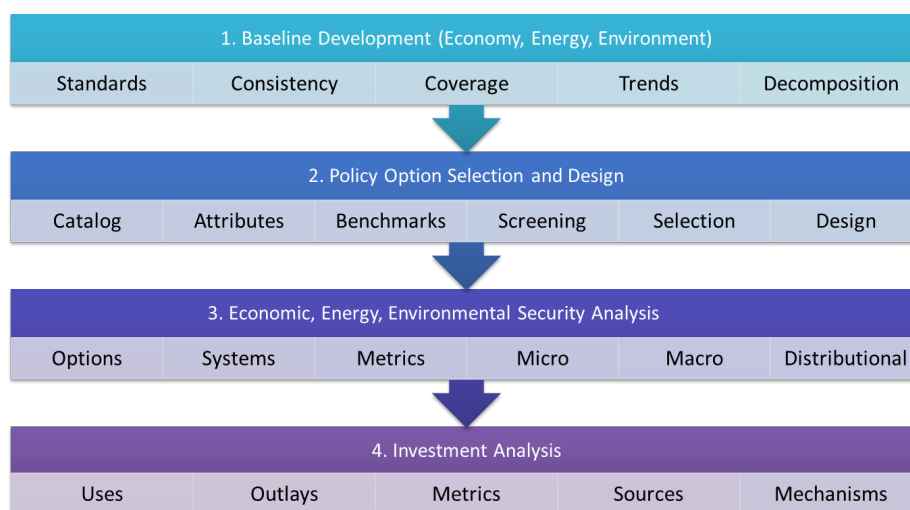 1. Baseline Development (Economy, Energy, Environment)
Standards Consistency Coverage Trends Decomposition
2. Policy Option Selection and Design
Catalog Attributes Benchmarks Screening Selection Design
3. Economic, Energy, Environmental Security Analysis
Options Systems Metrics Micro Macro Distributional
4. Investment Analysis
Uses Outlays Metrics Sources Mechanisms